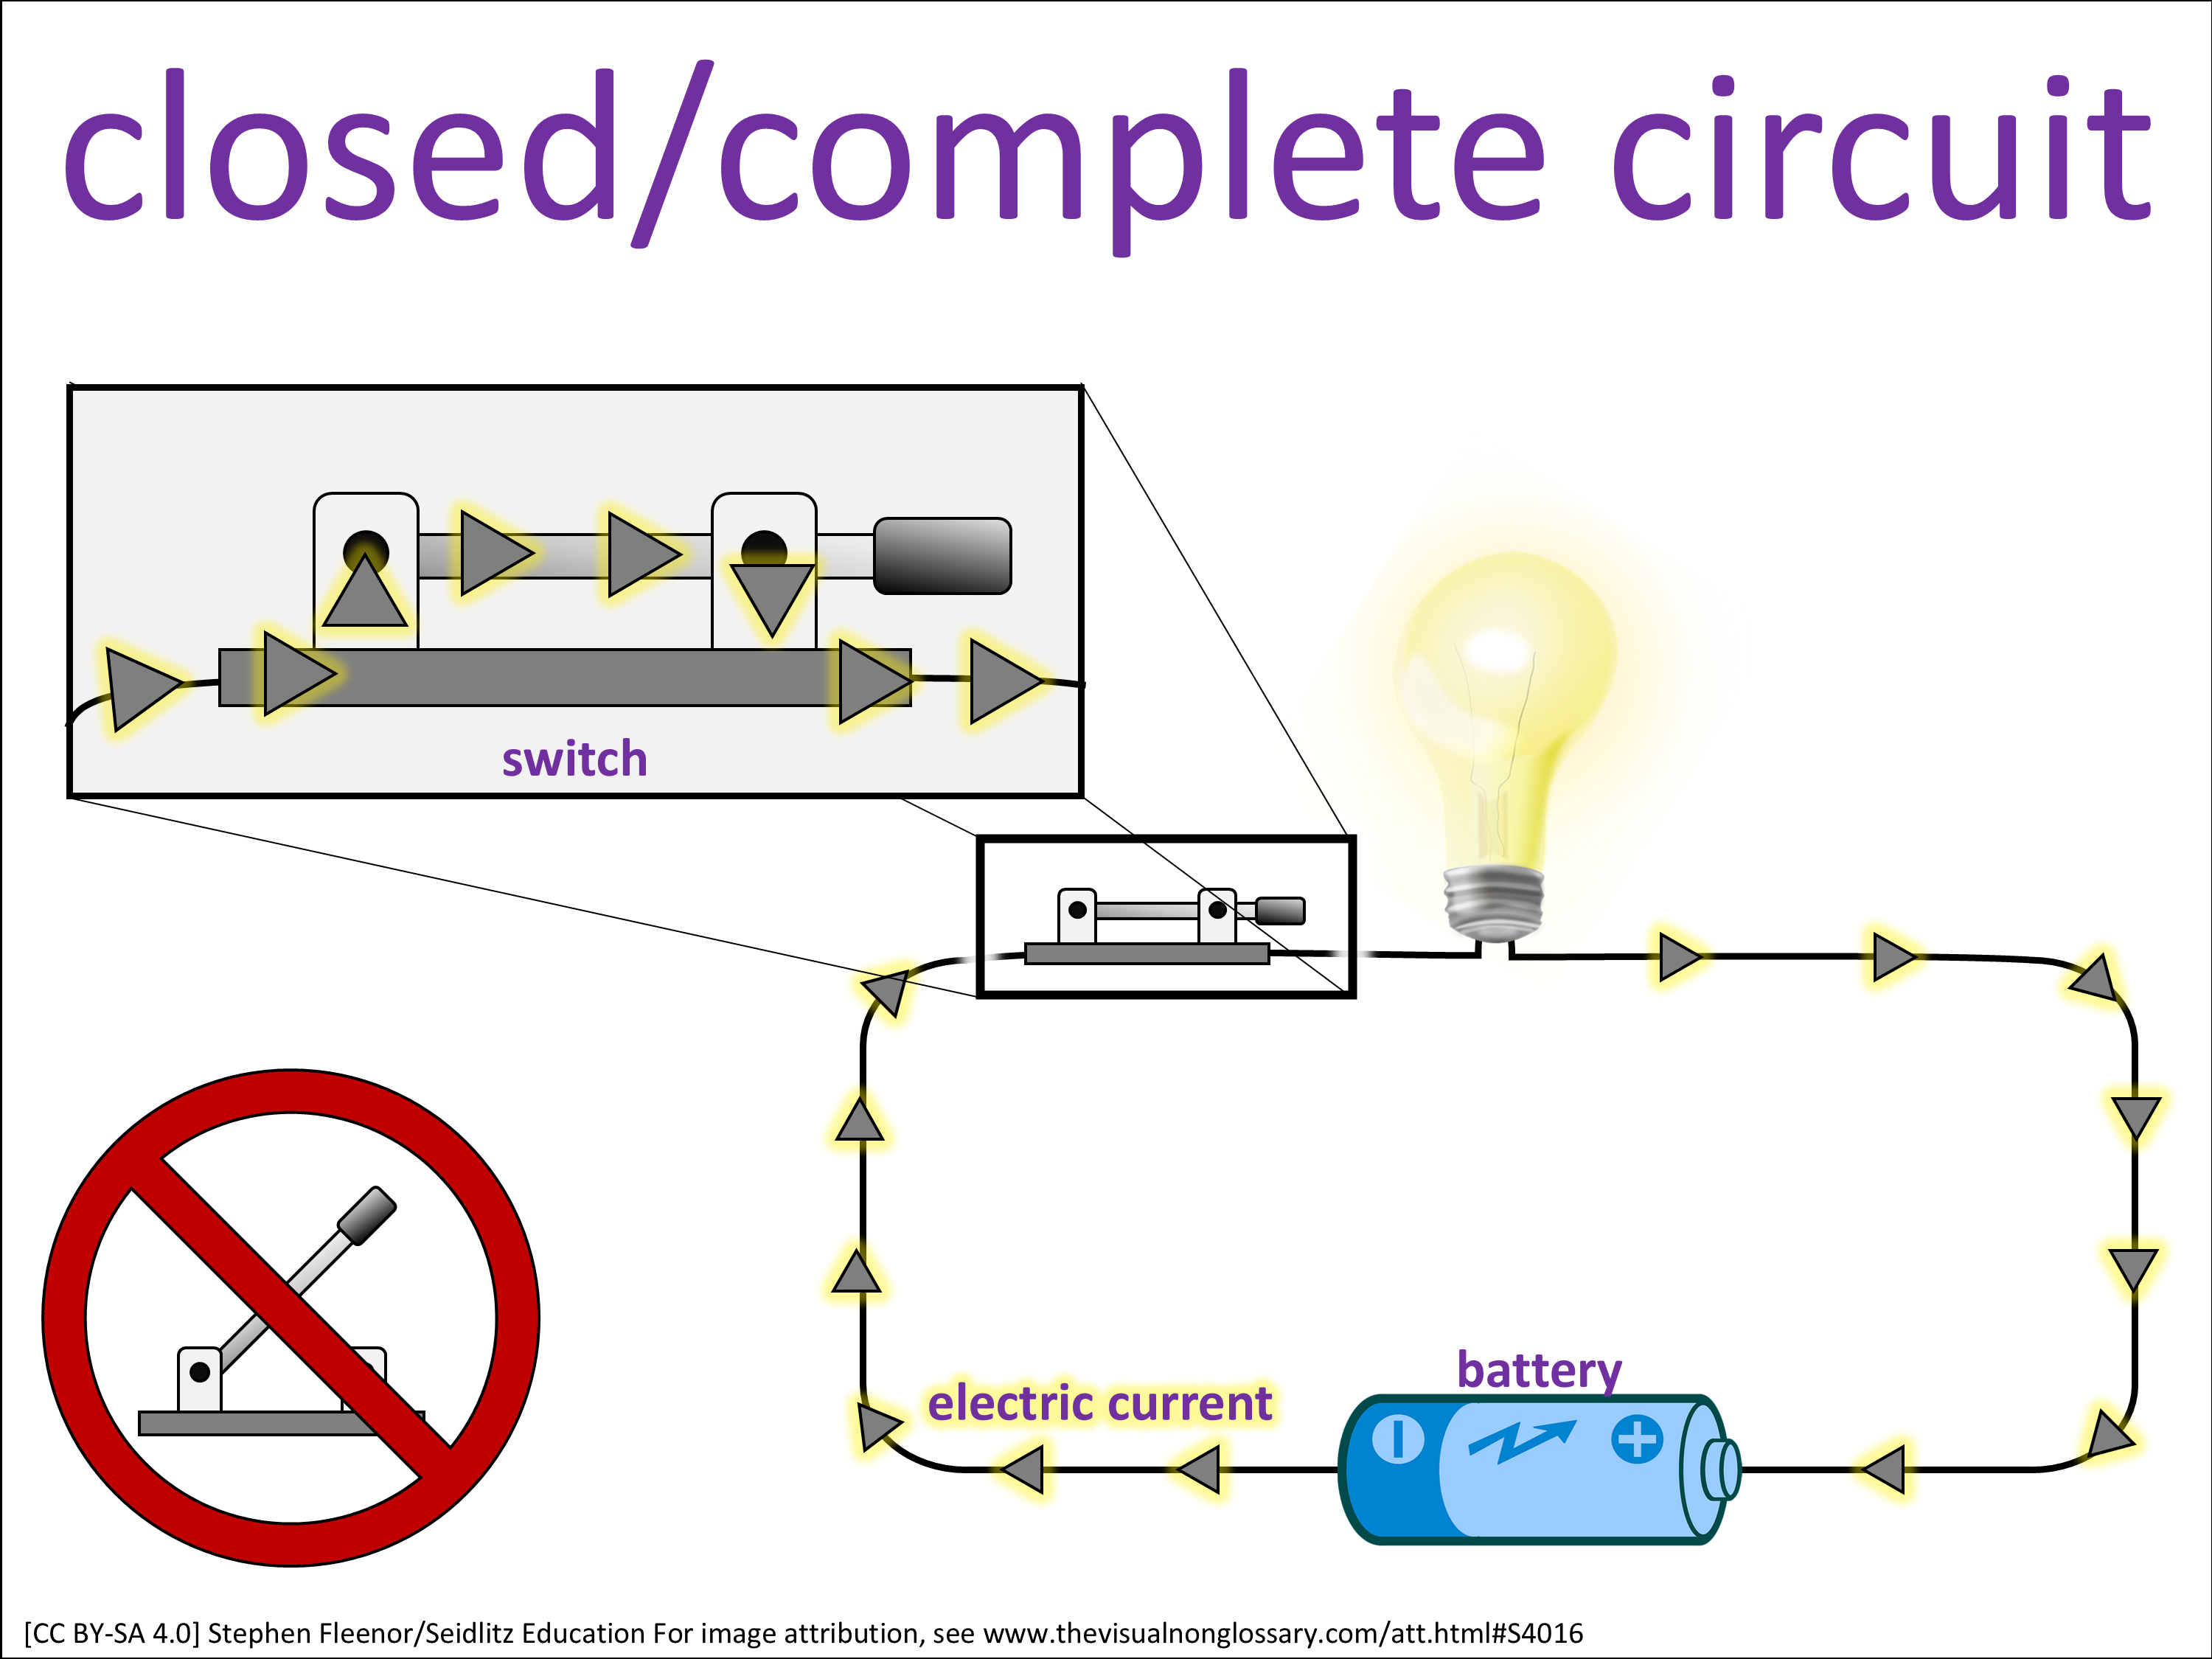 closed/complete circuit
switch
electric current
battery
[CC BY-SA 4.0] Stephen Fleenor/Seidlitz Education For image attribution, see www.thevisualnonglossary.com/att.html#S4016